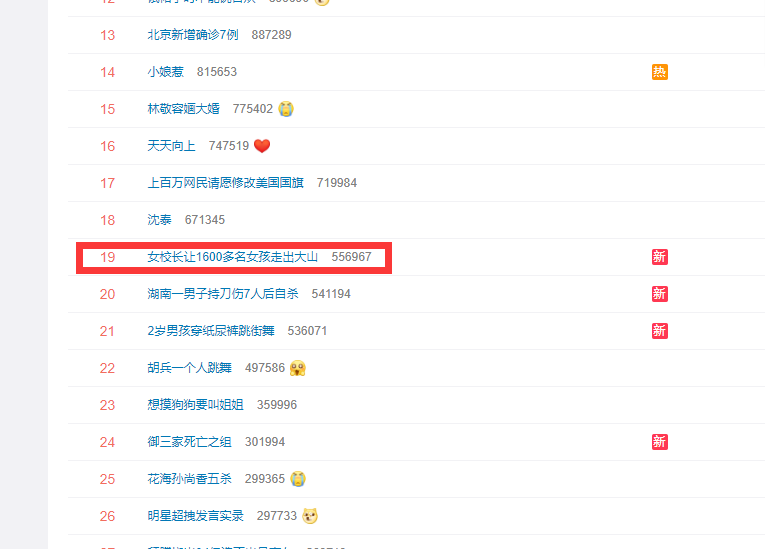 13 北京新增确诊7例 887289
14 小娘惹 815653 热
15 林敬容婳大婚 775402
16 天天向上 747519
17 上百万网民请愿修改美国国旗 719984
18 沈泰 671345
19 女校长让1600多名女孩走出大山 556967 新
20 湖南一男子持刀伤7人后自杀 541194 新
21 2岁男孩穿纸尿裤跳街舞 536071 新
22 胡兵一个人跳舞 497586
23 想摸狗狗要叫姐姐 359996
24 御三家死亡之组 301994 新
25 花海孙尚香五杀 299365
26 明星超拽发言实录 297733